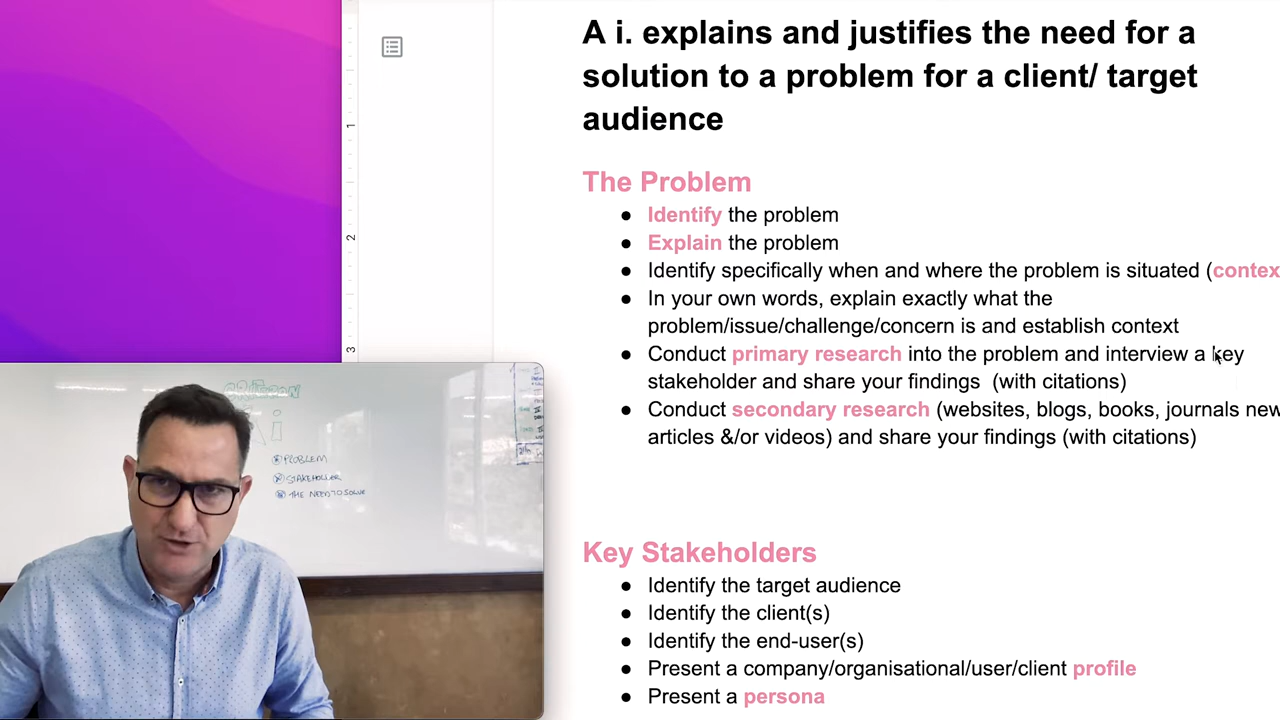 A i. explains and justifies the need for a
solution to a problem for a client/ target
audience
The Problem
● Identify the problem
● Explain the problem
● Identify specifically when and where the problem is situated (contex
● In your own words, explain exactly what the
problem/issue/challenge/concern is and establish context
● Conduct primary research into the problem and interview a key
stakeholder and share your findings (with citations)
● Conduct secondary research (websites, blogs, books, journals new
articles &/or videos) and share your findings (with citations)
Key Stakeholders
● Identify the target audience
● Identify the client(s)
● Identify the end-user(s)
● Present a company/organisational/user/client profile
● Present a persona
1
2
3
CRITERION
A i
PROBLEM
STAKEHOLDER
THE NEED TO SOLVE